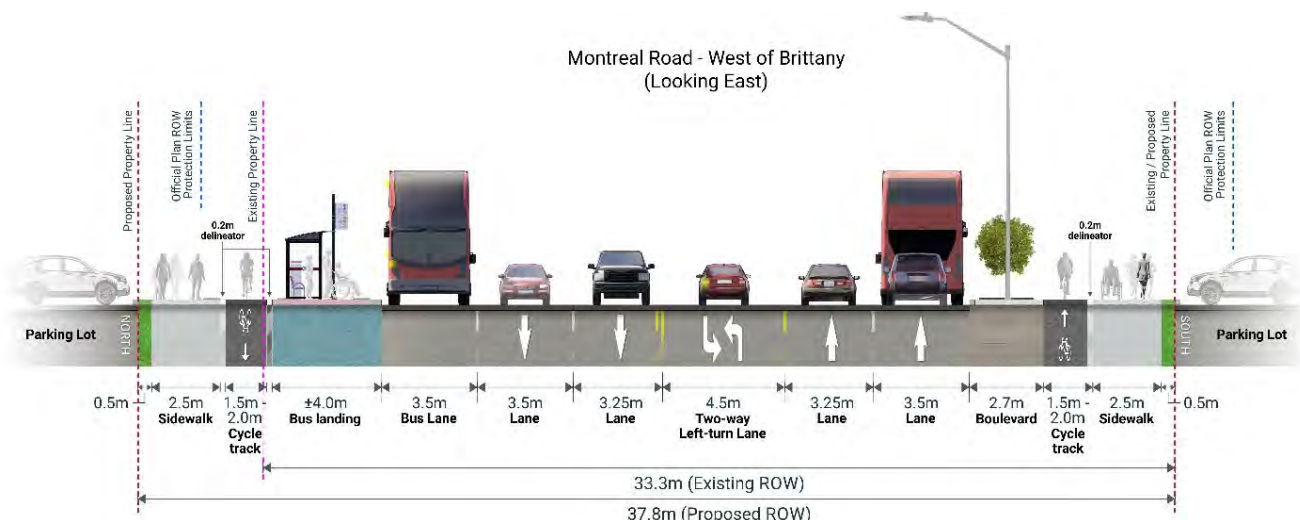 Montreal Road - West of Brittany
(Looking East)
Proposed Property Line
Official Plan ROW
Protection Limits
Existing Property Line
0.2m
delineator
0.2m
delineator
Existing / Proposed
Property Line
Official Plan ROW
Protection Limits
Parking Lot
NORTH
SOUTH
Parking Lot
0.5m
2.5m
Sidewalk
1.5m -
2.0m
Cycle
track
±4.0m
Bus landing
3.5m
Bus Lane
3.5m
Lane
3.25m
Lane
4.5m
Two-way
Left-turn Lane
3.25m
Lane
3.5m
Lane
2.7m
Boulevard
1.5m -
2.0m
Cycle
track
2.5m
Sidewalk
0.5m
33.3m (Existing ROW)
37.8m (Proposed ROW)